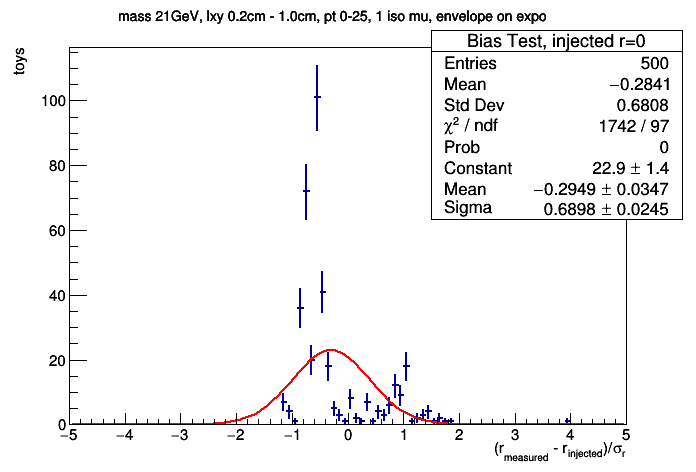 mass 21GeV, lxy 0.2cm - 1.0cm, pt 0-25, 1 iso mu, envelope on expo
Bias Test, injected r=0
Entries 500
Mean −0.2841
Std Dev 0.6808
χ² / ndf 1742 / 97
Prob 0
Constant 22.9 ± 1.4
Mean −0.2949 ± 0.0347
Sigma 0.6898 ± 0.0245
toys
100
80
60
40
20
0
−5 −4 −3 −2 −1 0 1 2 3 4 5
(r_measured - r_injected)/σ_r